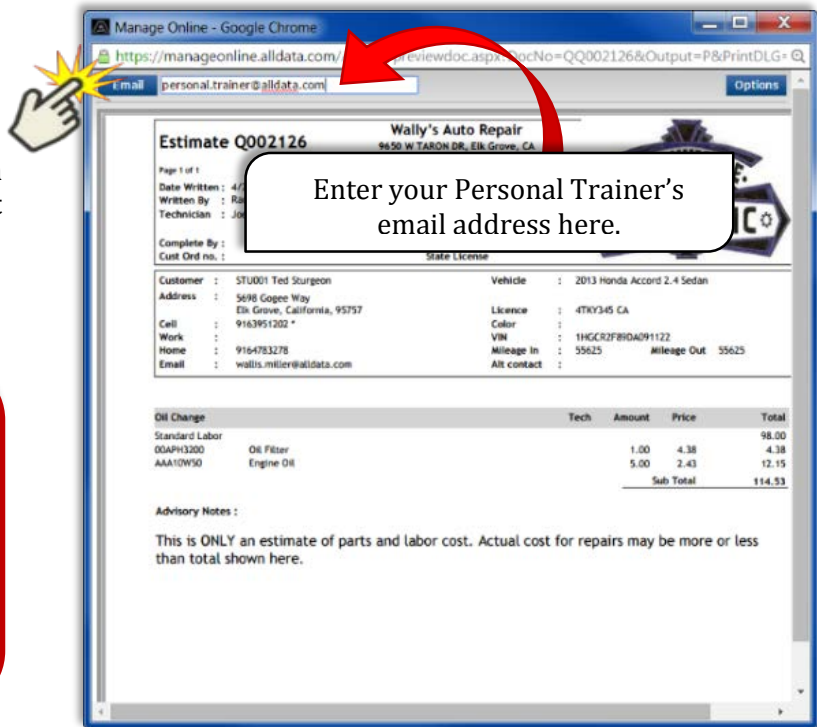 Manage Online - Google Chrome
https://manageonline.alldata.com/ previewdoc.aspx?DocNo=QQ002126&Output=P&PrintDLG=
Email personal.trainer@alldata.com Options
Estimate Q002126
Wally's Auto Repair
9650 W TARON DR, Elk Grove, CA
Page 1 of 1
Date Written : 4/
Written By :
Technician :
Complete By :
Cust Ord no. :
State License
Enter your Personal Trainer's
email address here.
Customer : STU001 Ted Sturgeon Vehicle : 2013 Honda Accord 2.4 Sedan
Address : 5698 Gogee Way
Elk Grove, California, 95757 Licence : 4TKY345 CA
Cell : 9163951202 * Color :
Work : VIN : 1HGCR2F89DA091122
Home : 9164783278 Mileage In : 55625 Mileage Out 55625
Email : wallis.miller@alldata.com Alt contact :
Oil Change Tech Amount Price Total
Standard Labor 98.00
00APH3200 Oil Filter 1.00 4.38 4.38
AAA10W50 Engine Oil 5.00 2.43 12.15
Sub Total 114.53
Advisory Notes :
This is ONLY an estimate of parts and labor cost. Actual cost for repairs may be more or less
than total shown here.